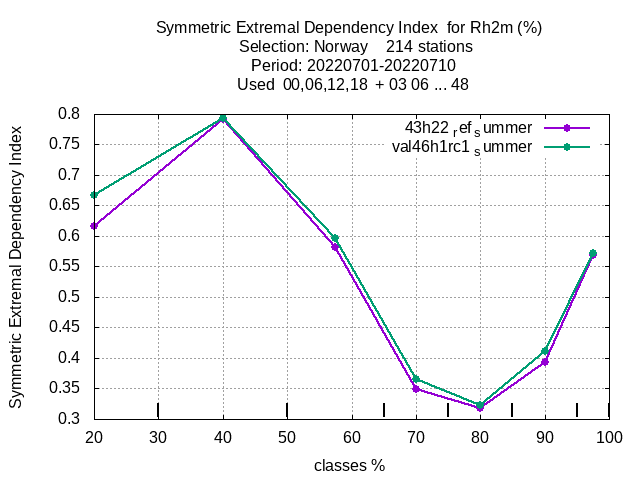 Symmetric Extremal Dependency Index  for Rh2m (%)
Selection: Norway    214 stations
Period: 20220701-20220710
Used  00,06,12,18  + 03 06 ... 48
43h22 ref summer
val46h1rc1 summer
Symmetric Extremal Dependency Index
0.8
0.75
0.7
0.65
0.6
0.55
0.5
0.45
0.4
0.35
0.3
20 30 40 50 60 70 80 90 100
classes %